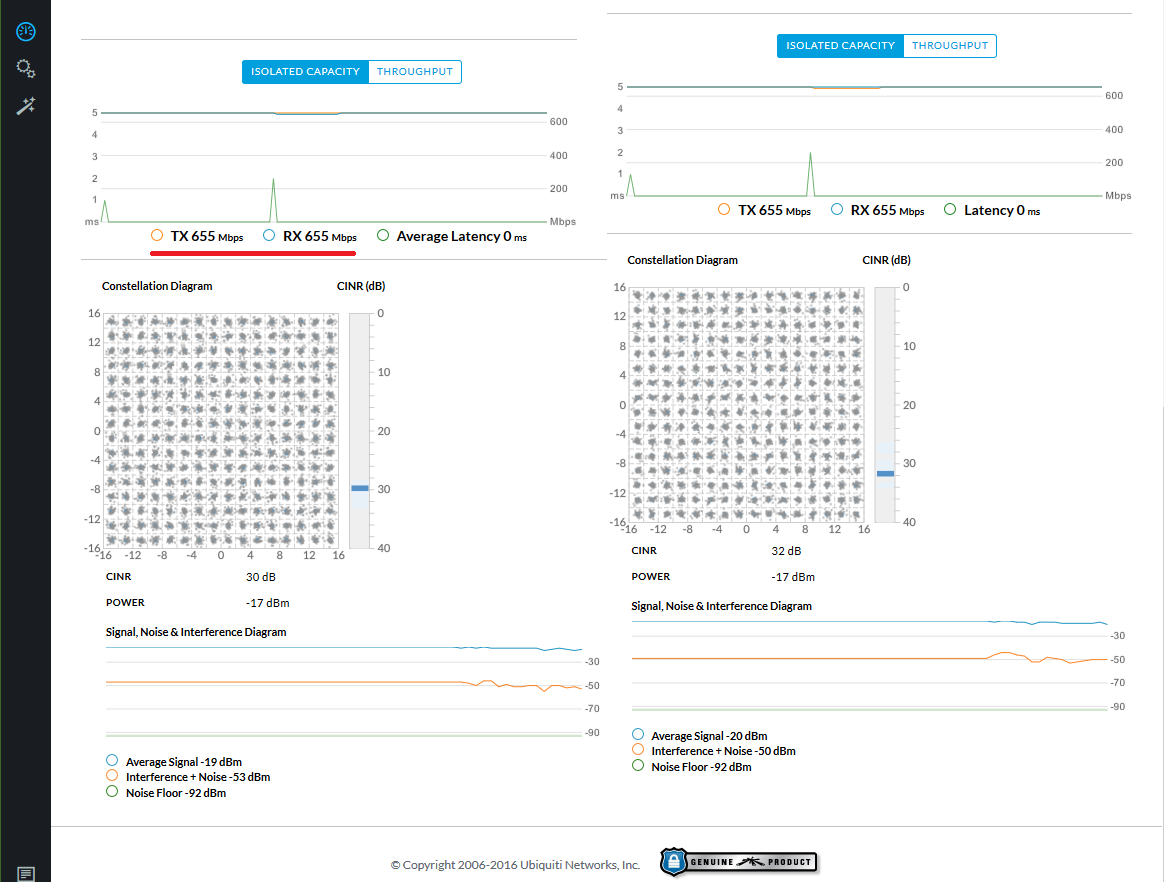 ISOLATED CAPACITY THROUGHPUT
5
4
3
2
1
ms
600
400
200
Mbps
TX 655 Mbps RX 655 Mbps Average Latency 0 ms
Constellation Diagram CINR (dB)
16
12
8
4
0
-4
-8
-12
-16
-16 -12 -8 -4 0 4 8 12 16
0
10
20
30
40
CINR 30 dB
POWER -17 dBm
Signal, Noise & Interference Diagram
-30
-50
-70
-90
Average Signal -19 dBm
Interference + Noise -53 dBm
Noise Floor -92 dBm
ISOLATED CAPACITY THROUGHPUT
5
4
3
2
1
ms
600
400
200
Mbps
TX 655 Mbps RX 655 Mbps Latency 0 ms
Constellation Diagram CINR (dB)
16
12
8
4
0
-4
-8
-12
-16
-16 -12 -8 -4 0 4 8 12 16
0
10
20
30
40
CINR 32 dB
POWER -17 dBm
Signal, Noise & Interference Diagram
-30
-50
-70
-90
Average Signal -20 dBm
Interference + Noise -50 dBm
Noise Floor -92 dBm
© Copyright 2006-2016 Ubiquiti Networks, Inc.
GENUINE PRODUCT